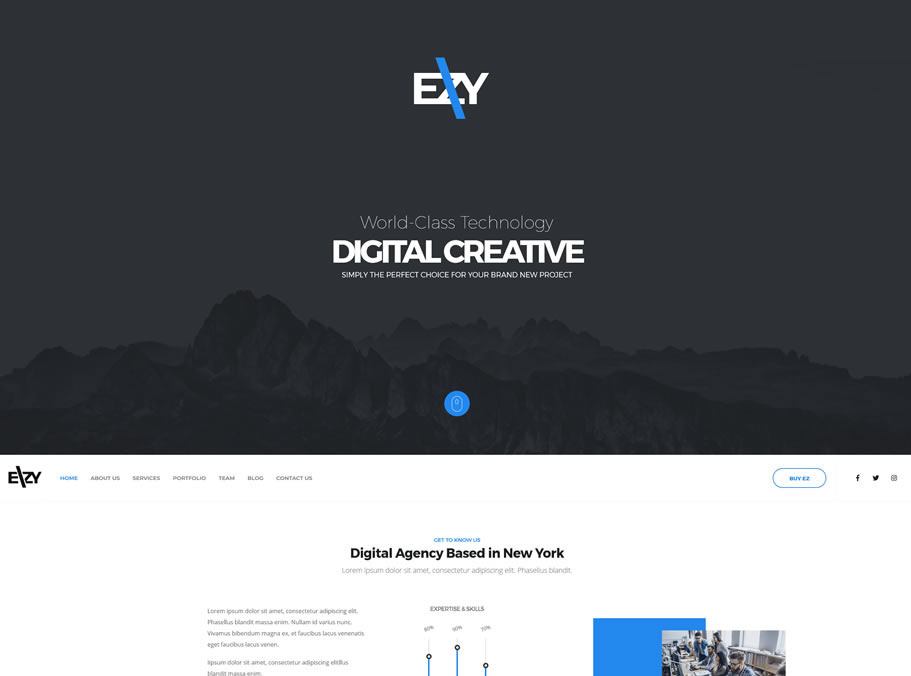 EZY
World-Class Technology
DIGITAL CREATIVE
SIMPLY THE PERFECT CHOICE FOR YOUR BRAND NEW PROJECT
EZY HOME ABOUT US SERVICES PORTFOLIO TEAM BLOG CONTACT US BUY EZ
GET TO KNOW US
Digital Agency Based in New York
Lorem ipsum dolor sit amet, consectetur adipiscing elit. Phasellus blandit.
Lorem ipsum dolor sit amet, consectetur adipiscing elit.
Phasellus blandit massa enim. Nullam id varius nunc.
Vivamus bibendum magna ex, et faucibus lacus venenatis
eget faucibus lacus venen.
Iipsum dolor sit amet, consectetur adipiscing elitillus
blandit massa enim.
EXPERTISE & SKILLS
80% 90% 70%